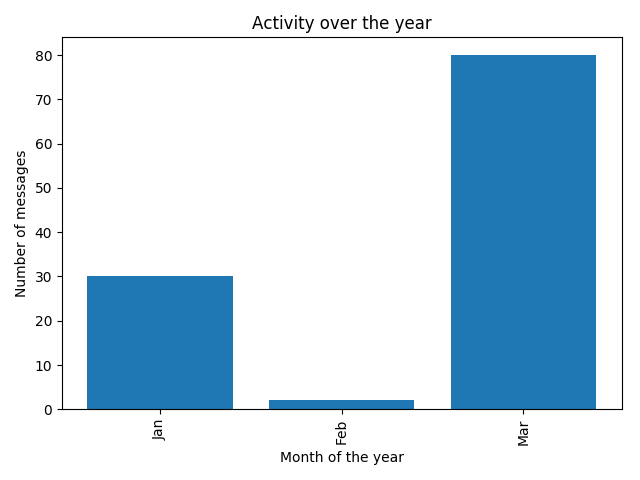 Activity over the year
Number of messages
80
70
60
50
40
30
20
10
0
Jan
Feb
Mar
Month of the year